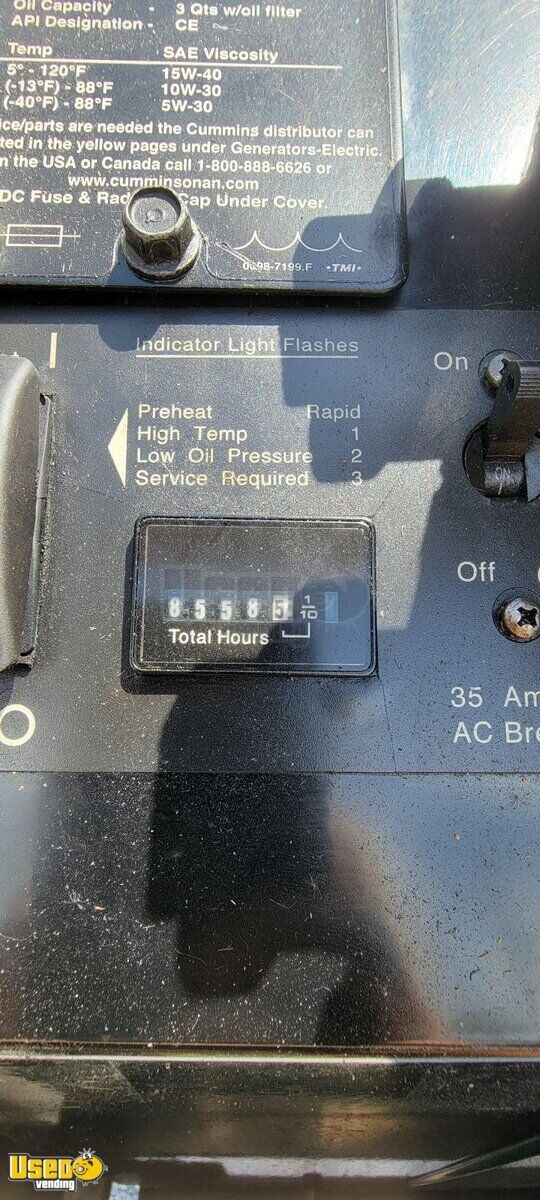 Oil Capacity - 3 Qts w/oil filter
API Designation - CE
Temp SAE Viscosity
5° - 120°F 15W-40
(-13°F) - 88°F 10W-30
(-40°F) - 88°F 5W-30
ice/parts are needed the Cummins distributor can
ted in the yellow pages under Generators-Electric.
n the USA or Canada call 1-800-888-6626 or
www.cumminsonan.com
DC Fuse & Cap Under Cover.
•TMI•
Indicator Light Flashes
Preheat Rapid
High Temp 1
Low Oil Pressure 2
Service Required 3
On
ON
Off
85585 1/10 1
Total Hours
35 Am
AC Bre
Used
vending